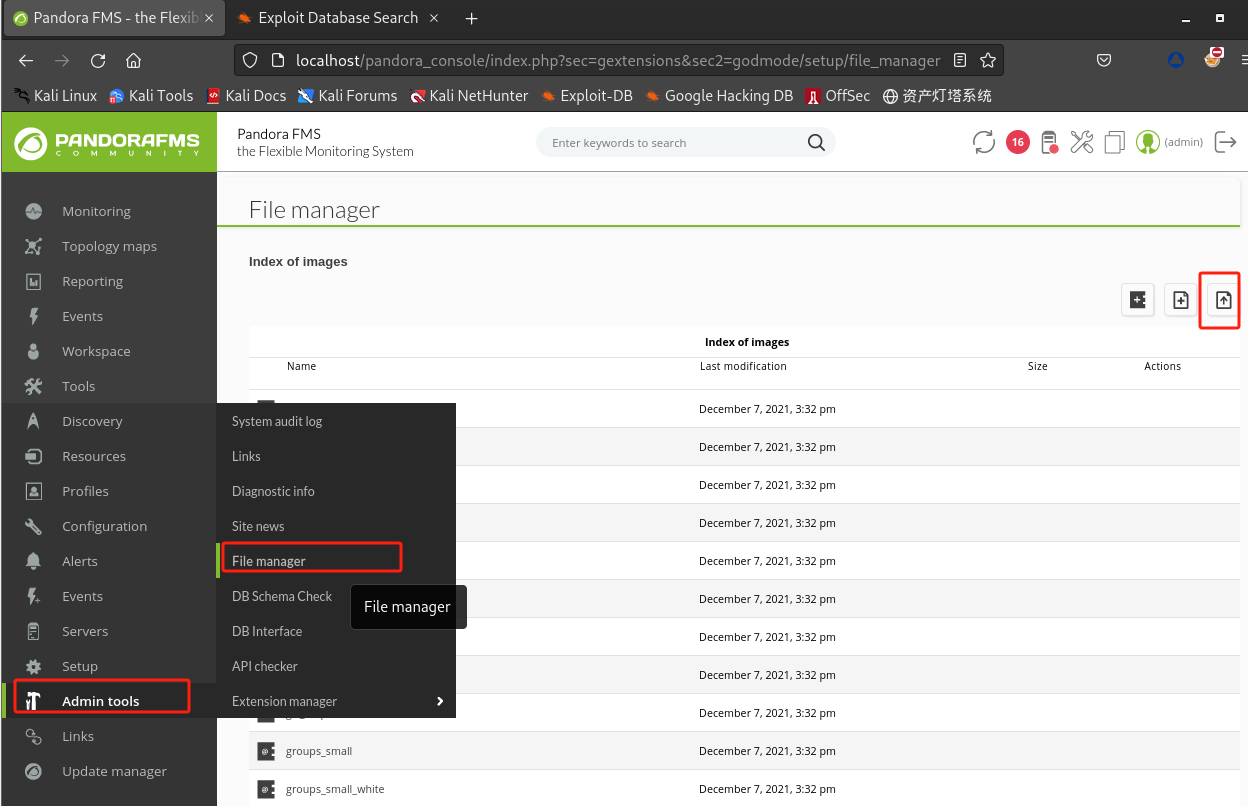 Pandora FMS - the Flexib
Exploit Database Search
localhost/pandora_console/index.php?sec=gextensions&sec2=godmode/setup/file_manager
Kali Linux Kali Tools Kali Docs Kali Forums Kali NetHunter Exploit-DB Google Hacking DB OffSec 资产灯塔系统
PANDORAFMS
COMMUNITY
Pandora FMS
the Flexible Monitoring System
Enter keywords to search
16
(admin)
Monitoring
Topology maps
Reporting
Events
Workspace
Tools
Discovery
Resources
Profiles
Configuration
Alerts
Events
Servers
Setup
Admin tools
Links
Update manager
System audit log
Links
Diagnostic info
Site news
File manager
DB Schema Check
DB Interface
API checker
Extension manager
File manager
File manager
Index of images
Index of images
Name Last modification Size Actions
December 7, 2021, 3:32 pm
December 7, 2021, 3:32 pm
December 7, 2021, 3:32 pm
December 7, 2021, 3:32 pm
December 7, 2021, 3:32 pm
December 7, 2021, 3:32 pm
December 7, 2021, 3:32 pm
December 7, 2021, 3:32 pm
December 7, 2021, 3:32 pm
groups_small December 7, 2021, 3:32 pm
groups_small_white December 7, 2021, 3:32 pm